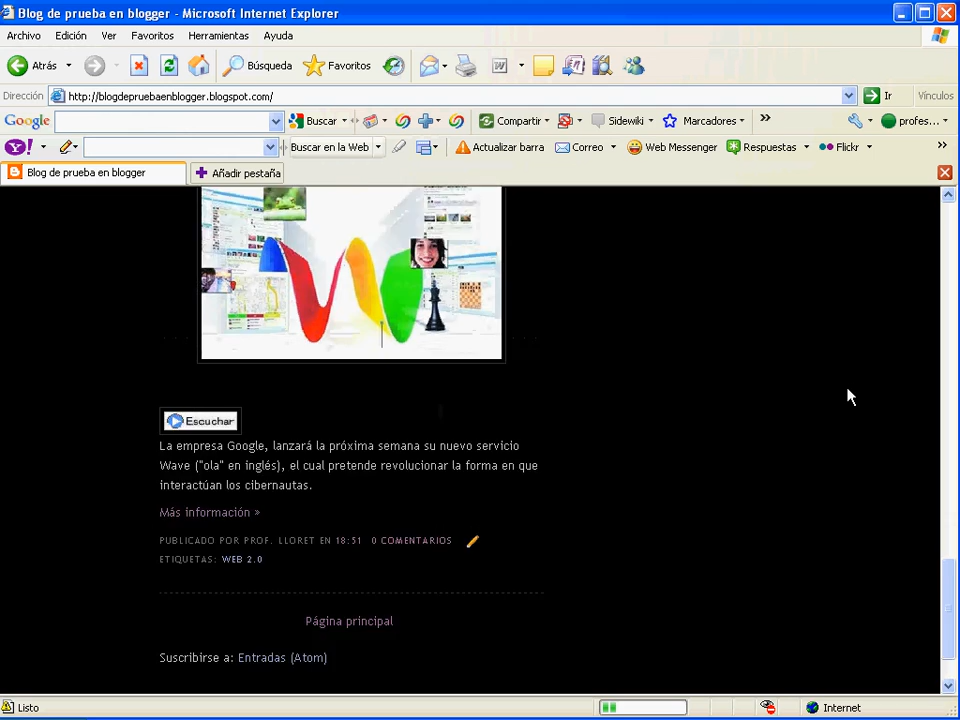 Blog de prueba en blogger - Microsoft Internet Explorer
Archivo Edición Ver Favoritos Herramientas Ayuda
Atrás Búsqueda Favoritos
Dirección http://blogdepruebaenblogger.blogspot.com/ Ir Vínculos
Google Buscar Compartir Sidewiki Marcadores » profes...
Y! Buscar en la Web Actualizar barra Correo Web Messenger Respuestas Flickr »
Blog de prueba en blogger Añadir pestaña
Escuchar
La empresa Google, lanzará la próxima semana su nuevo servicio
Wave ("ola" en inglés), el cual pretende revolucionar la forma en que
interactúan los cibernautas.
Más información »
PUBLICADO POR PROF. LLORET EN 18:51 0 COMENTARIOS
ETIQUETAS: WEB 2.0
Página principal
Suscribirse a: Entradas (Atom)
Listo Internet